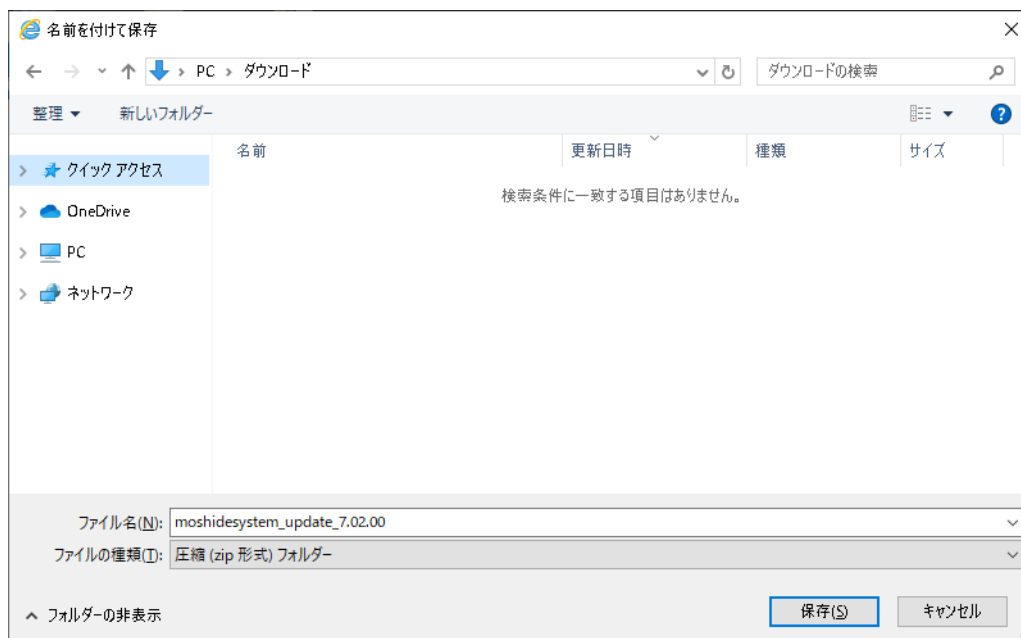 名前を付けて保存
PC › ダウンロード ダウンロードの検索
整理 新しいフォルダー ?
名前 更新日時 種類 サイズ
クイック アクセス
検索条件に一致する項目はありません。
OneDrive
PC
ネットワーク
ファイル名(N): moshidesystem_update_7.02.00
ファイルの種類(T): 圧縮 (zip 形式) フォルダー
フォルダーの非表示 保存(S) キャンセル